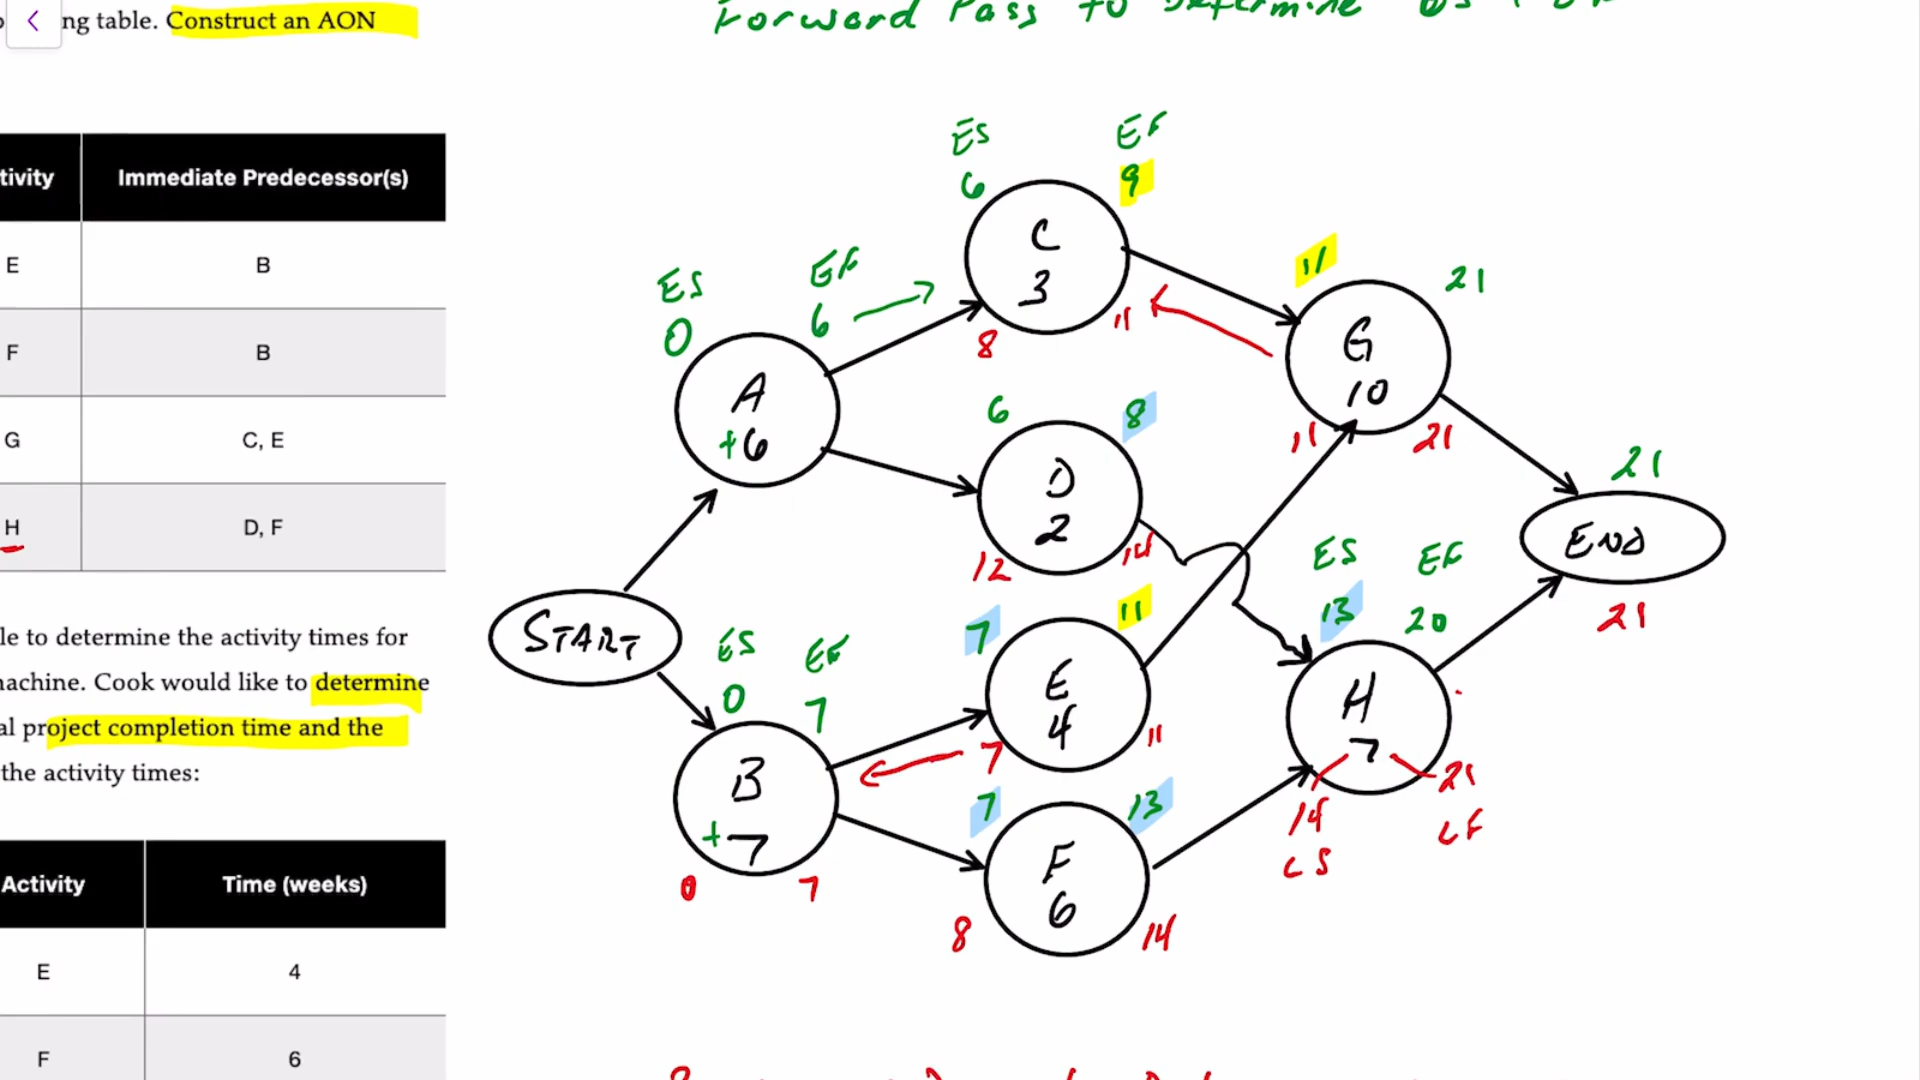 ng table. Construct an AON
Forward Pass to Determine
tivity Immediate Predecessor(s)
E B
F B
G C, E
H D, F
le to determine the activity times for
achine. Cook would like to determine
al project completion time and the
the activity times:
Activity Time (weeks)
E 4
F 6
ES EF
6 9
C
3
8 11
ES EF
0 6
A
+6
11 21
G
10
11 21
6 8
D
2
12 14
START
21
END
21
7 11
E
4
7 11
ES EF
13 20
H
7
14 21
LS LF
ES EF
0 7
B
+7
0 7
7 13
F
6
8 14